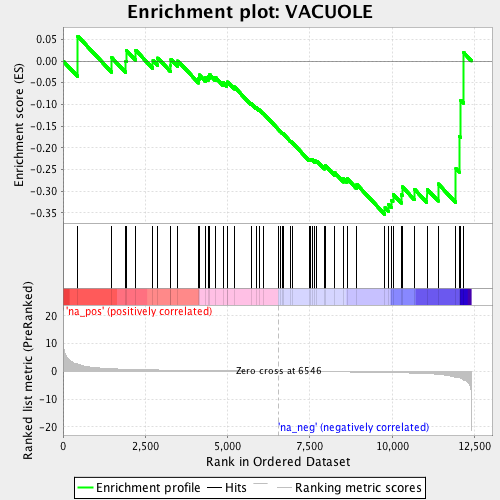 Enrichment plot: VACUOLE
Enrichment score (ES)
0.05
0.00
-0.05
-0.10
-0.15
-0.20
-0.25
-0.30
-0.35
'na_pos' (positively correlated)
Ranked list metric (PreRanked)
20
10
0
-10
-20
Zero cross at 6546
'na_neg' (negatively correlated)
0 2,500 5,000 7,500 10,000 12,500
Rank in Ordered Dataset
Enrichment profile Hits Ranking metric scores